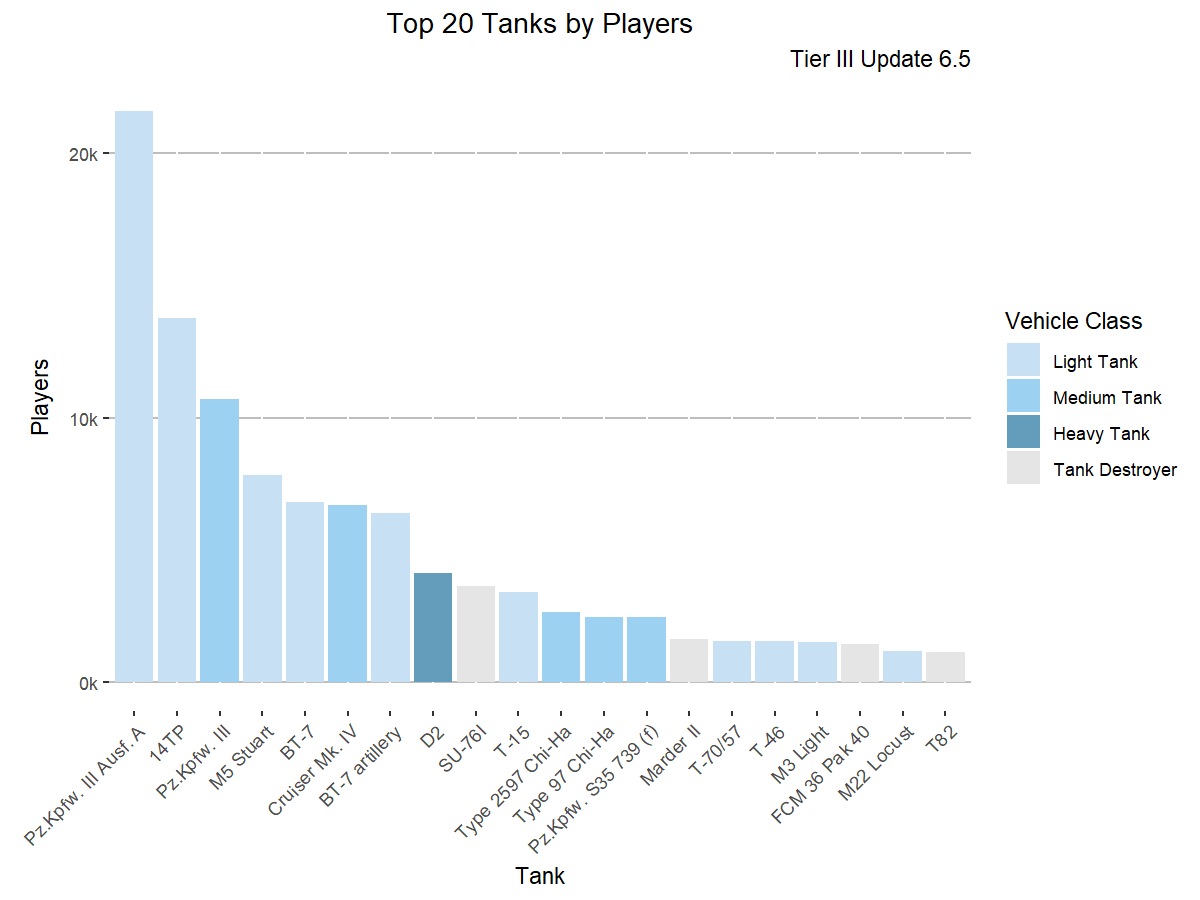 Top 20 Tanks by Players
Tier III Update 6.5
20k
10k
0k
Players
Pz.Kpfw. III Ausf. A
14TP
Pz.Kpfw. III
M5 Stuart
BT-7
Cruiser Mk. IV
BT-7 artillery
D2
SU-76I
T-15
Type 2597 Chi-Ha
Type 97 Chi-Ha
Pz.Kpfw. S35 739 (f)
Marder II
T-70/57
T-46
M3 Light
FCM 36 Pak 40
M22 Locust
T82
Tank
Vehicle Class
Light Tank
Medium Tank
Heavy Tank
Tank Destroyer